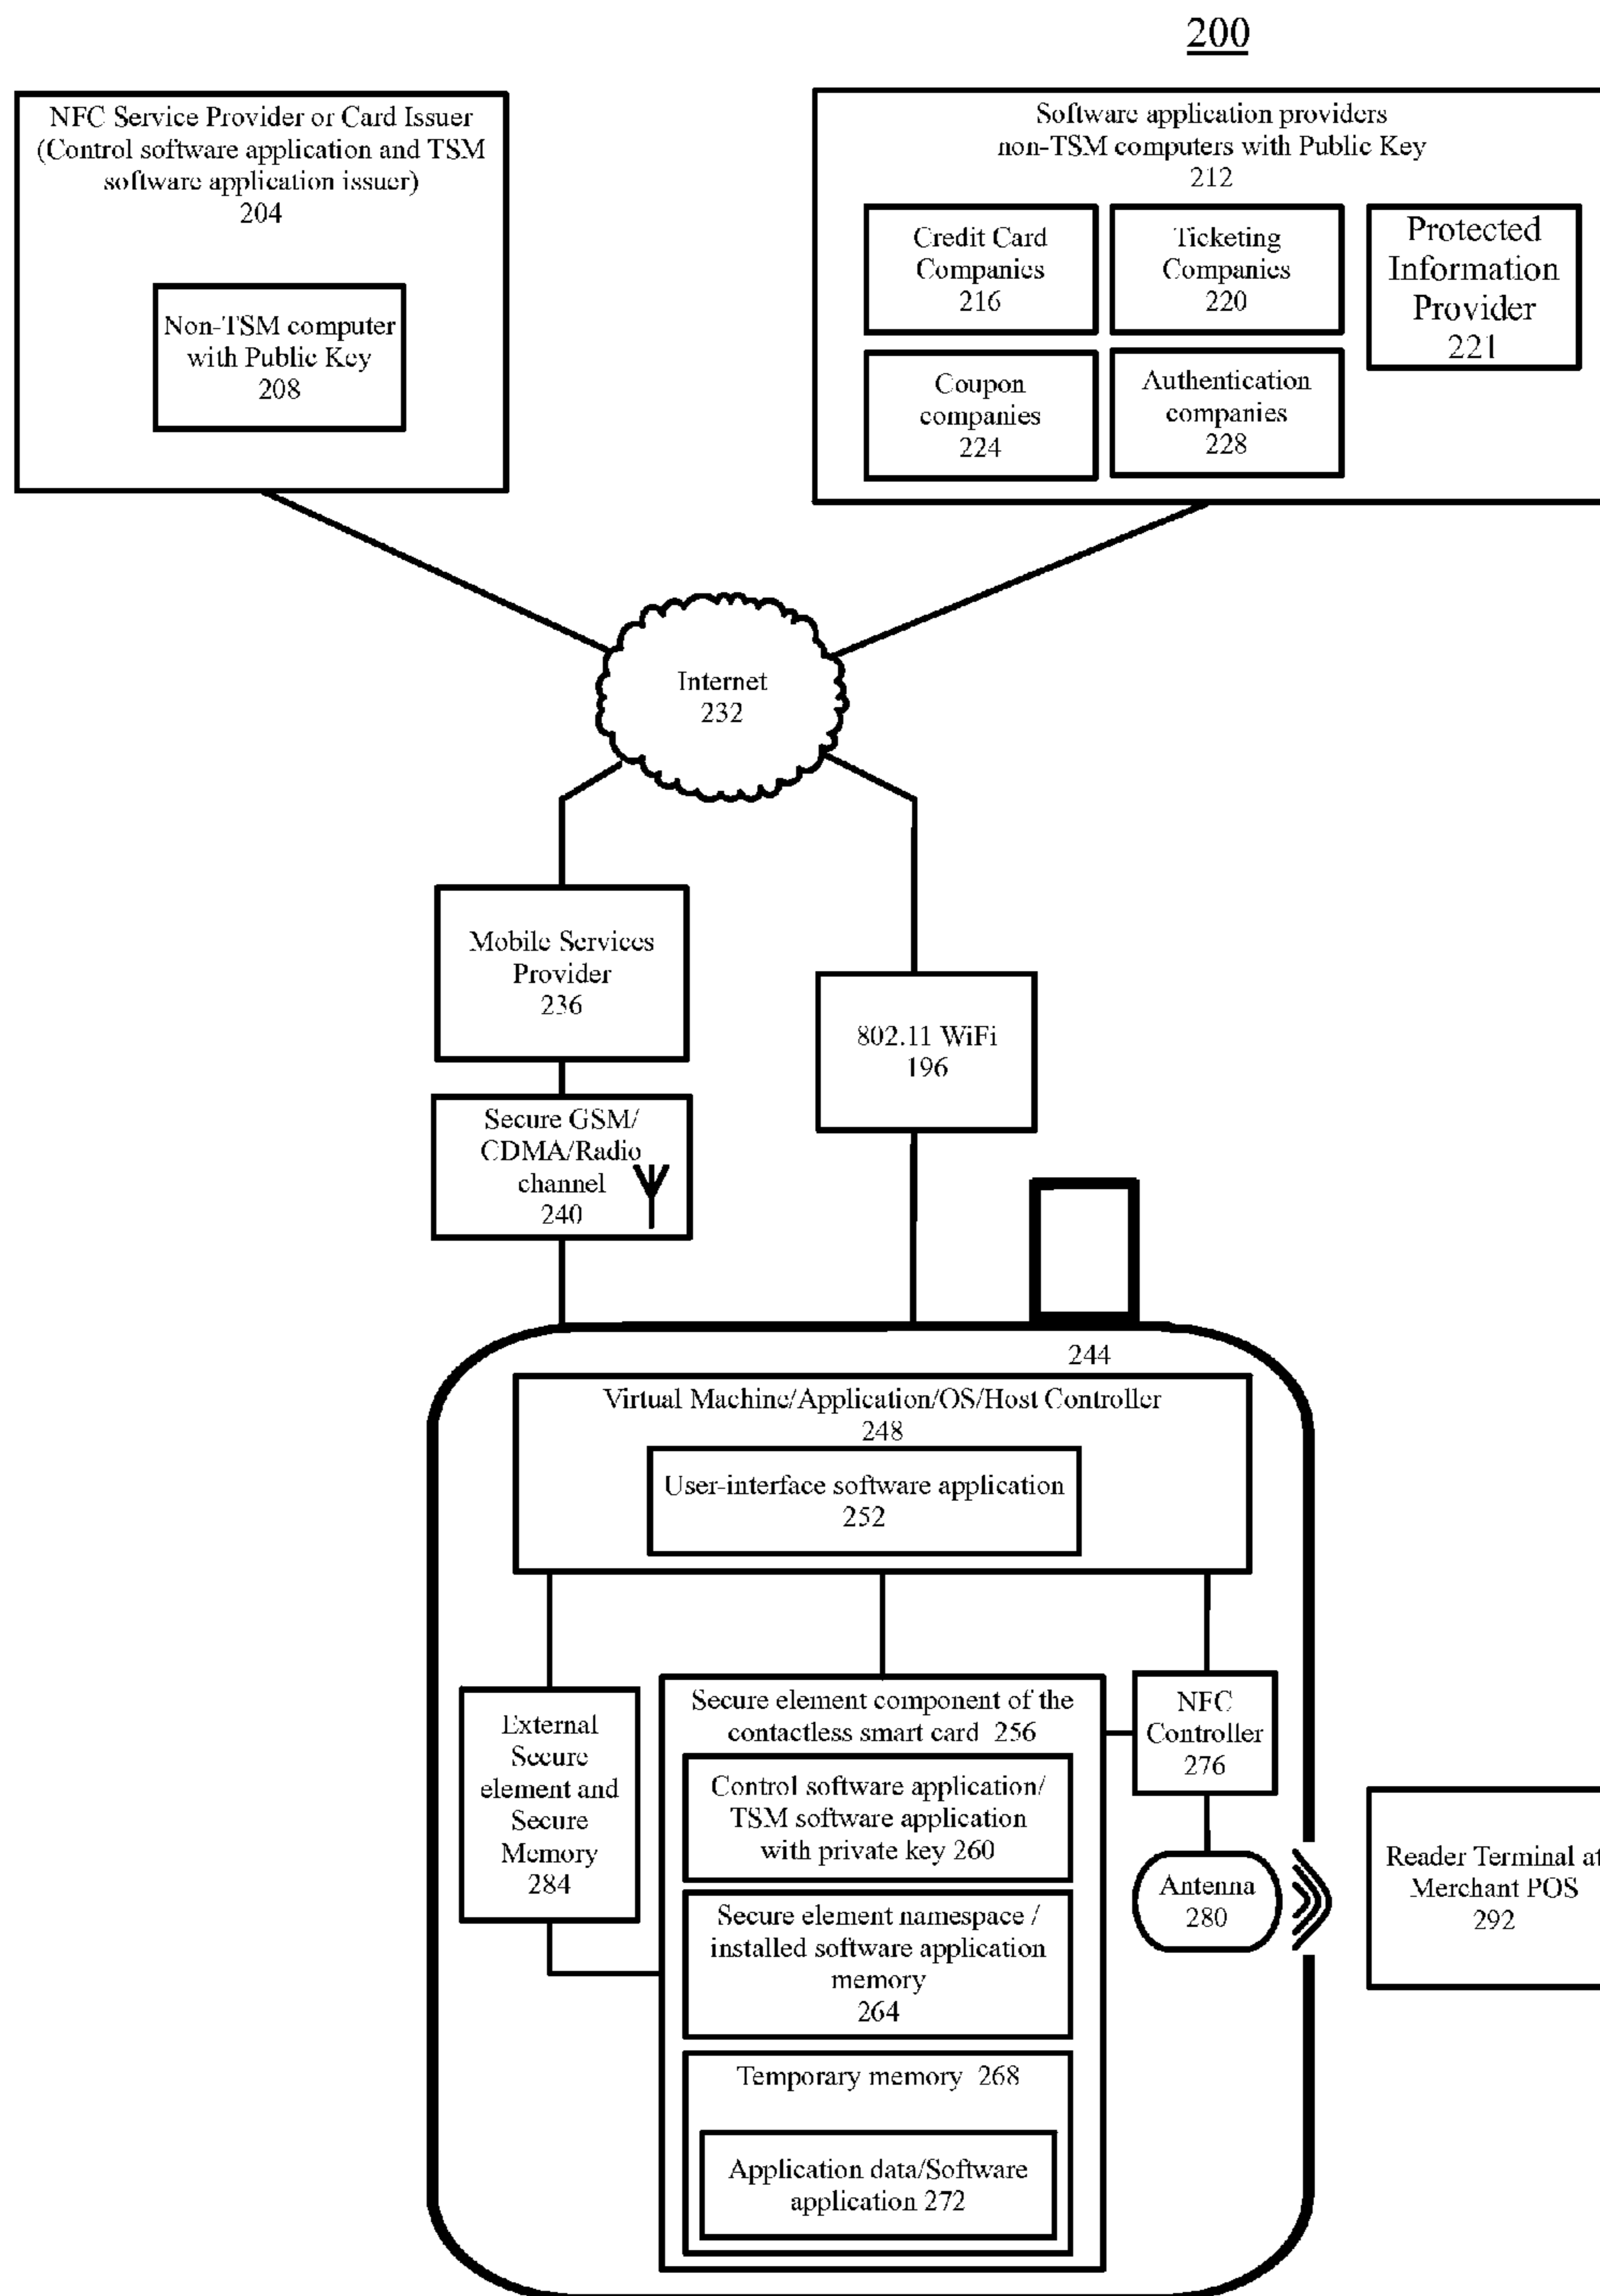 200
NFC Service Provider or Card Issuer
(Control software application and TSM
software application issuer)
204
Non-TSM computer
with Public Key
208
Software application providers
non-TSM computers with Public Key
212
Credit Card
Companies
216
Ticketing
Companies
220
Protected
Information
Provider
221
Coupon
companies
224
Authentication
companies
228
Internet
232
Mobile Services
Provider
236
802.11 WiFi
196
Secure GSM/
CDMA/Radio
channel
240
244
Virtual Machine/Application/OS/Host Controller
248
User-interface software application
252
External
Secure
element and
Secure
Memory
284
Secure element component of the
contactless smart card 256
Control software application/
TSM software application
with private key 260
Secure element namespace /
installed software application
memory
264
Temporary memory 268
Application data/Software
application 272
NFC
Controller
276
Antenna
280
Reader Terminal at
Merchant POS
292